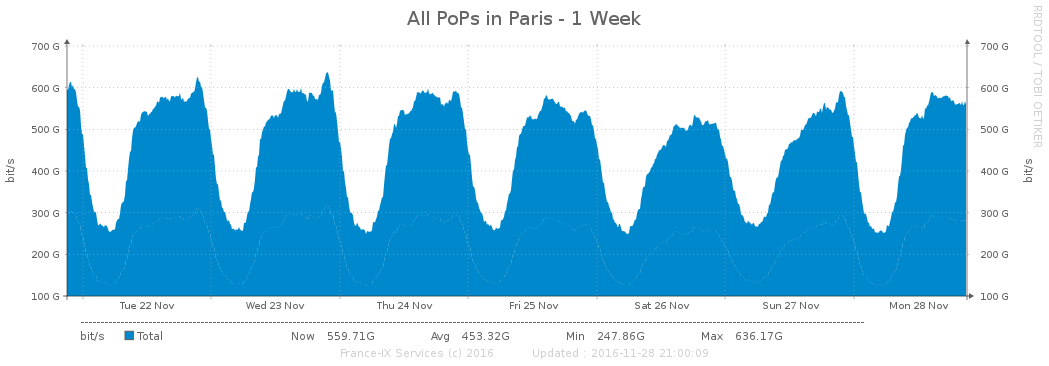 All PoPs in Paris - 1 Week
RRDTOOL / TOBI OETIKER
700 G 700 G
600 G 600 G
500 G 500 G
400 G 400 G
300 G 300 G
200 G 200 G
100 G 100 G
bit/s
bit/s
Tue 22 Nov Wed 23 Nov Thu 24 Nov Fri 25 Nov Sat 26 Nov Sun 27 Nov Mon 28 Nov
bit/s Total Now 559.71G Avg 453.32G Min 247.86G Max 636.17G
France-IX Services (c) 2016 Updated : 2016-11-28 21:00:09